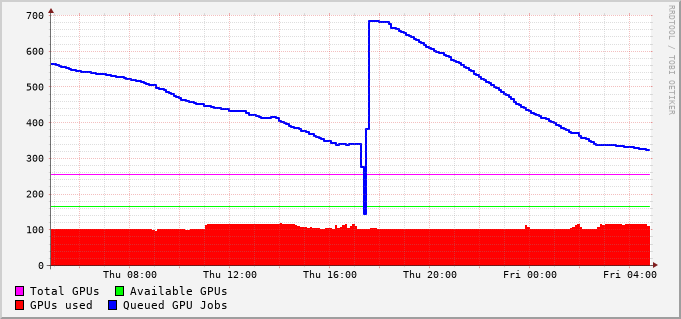 700
600
500
400
300
200
100
0
Thu 08:00 Thu 12:00 Thu 16:00 Thu 20:00 Fri 00:00 Fri 04:00
Total GPUs Available GPUs
GPUs used Queued GPU Jobs
RRDTOOL / TOBI OETIKER